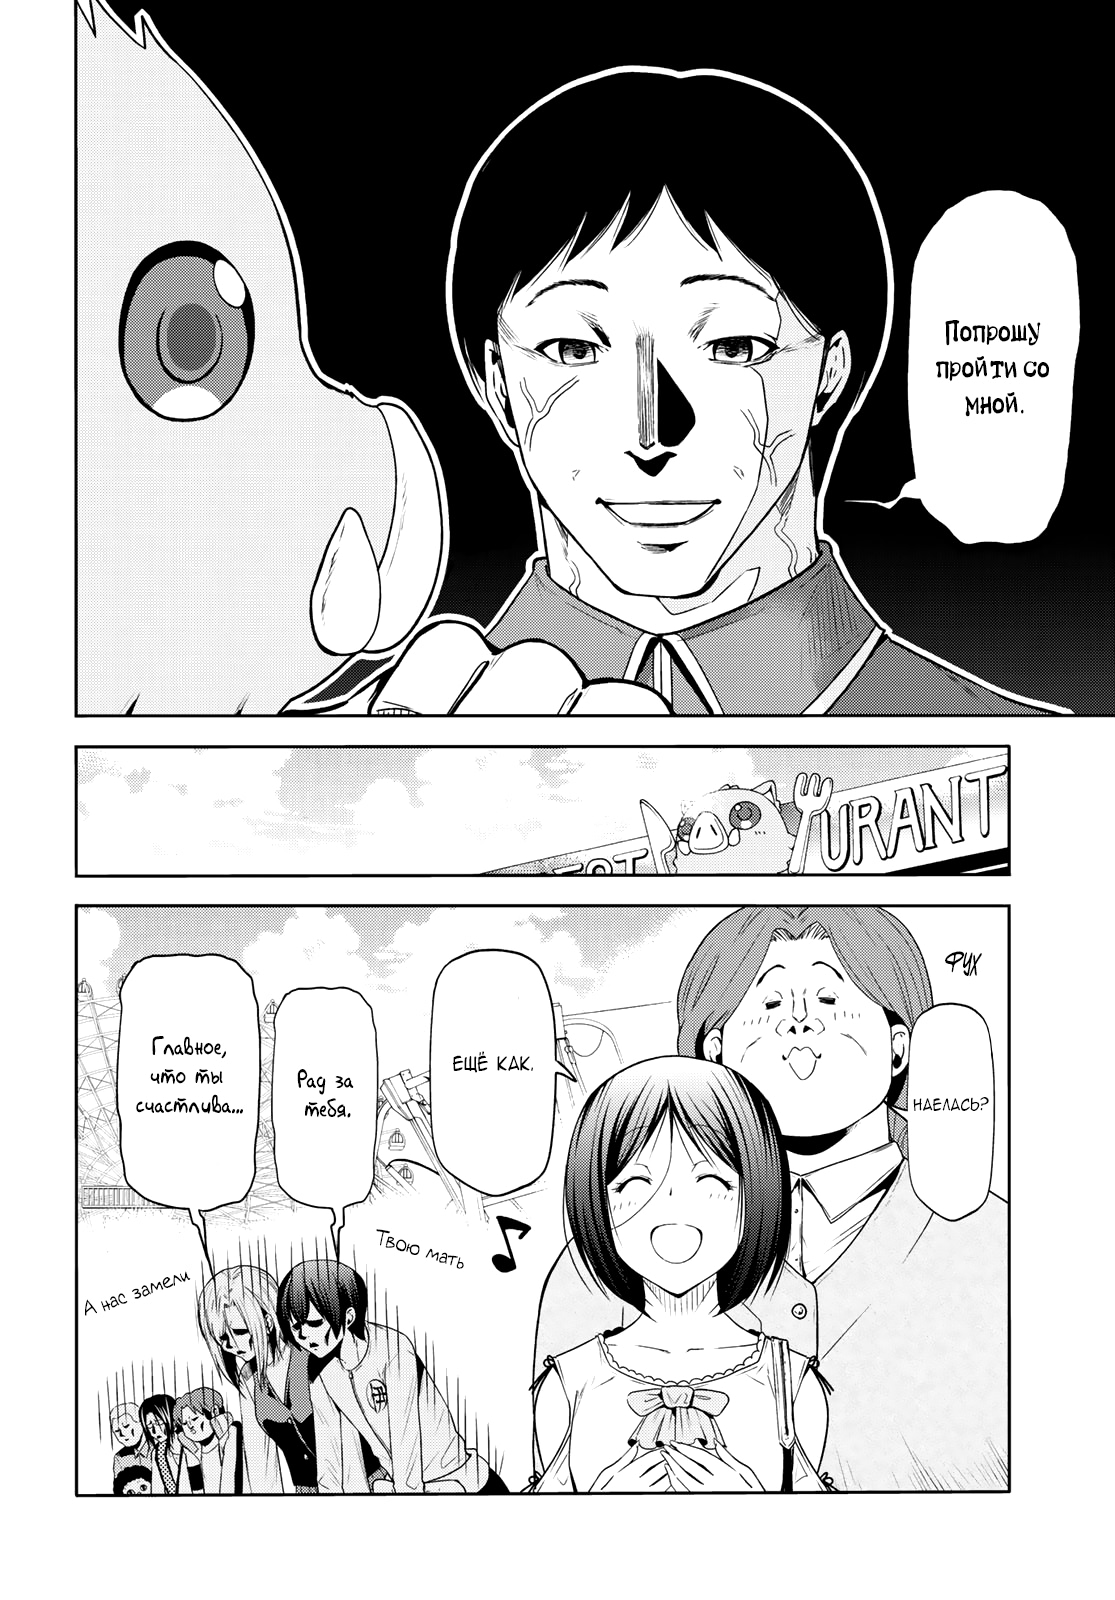 Попрошу
пройти со
мной.
EST URANT
ФУХ
НАЕЛАСЬ?
ЕЩЁ КАК.
Рад за
тебя.
Главное,
что ты
счастлива...
Твою мать
А нас замели